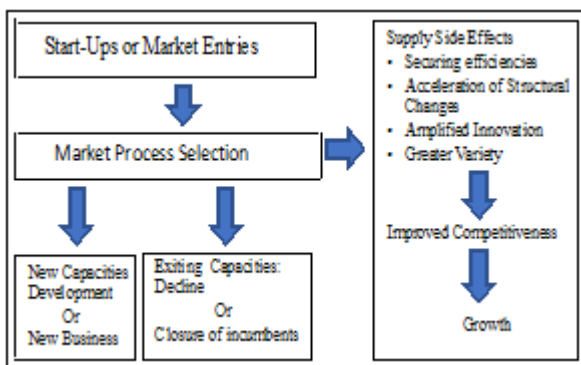 Start-Ups or Market Entries
Market Process Selection
New Capacities
Development
Or
New Business
Exiting Capacities:
Decline
Or
Closure of incumbents
Supply Side Effects
• Securing efficiencies
• Acceleration of Structural
Changes
• Amplified Innovation
• Greater Variety
Improved Competitiveness
Growth